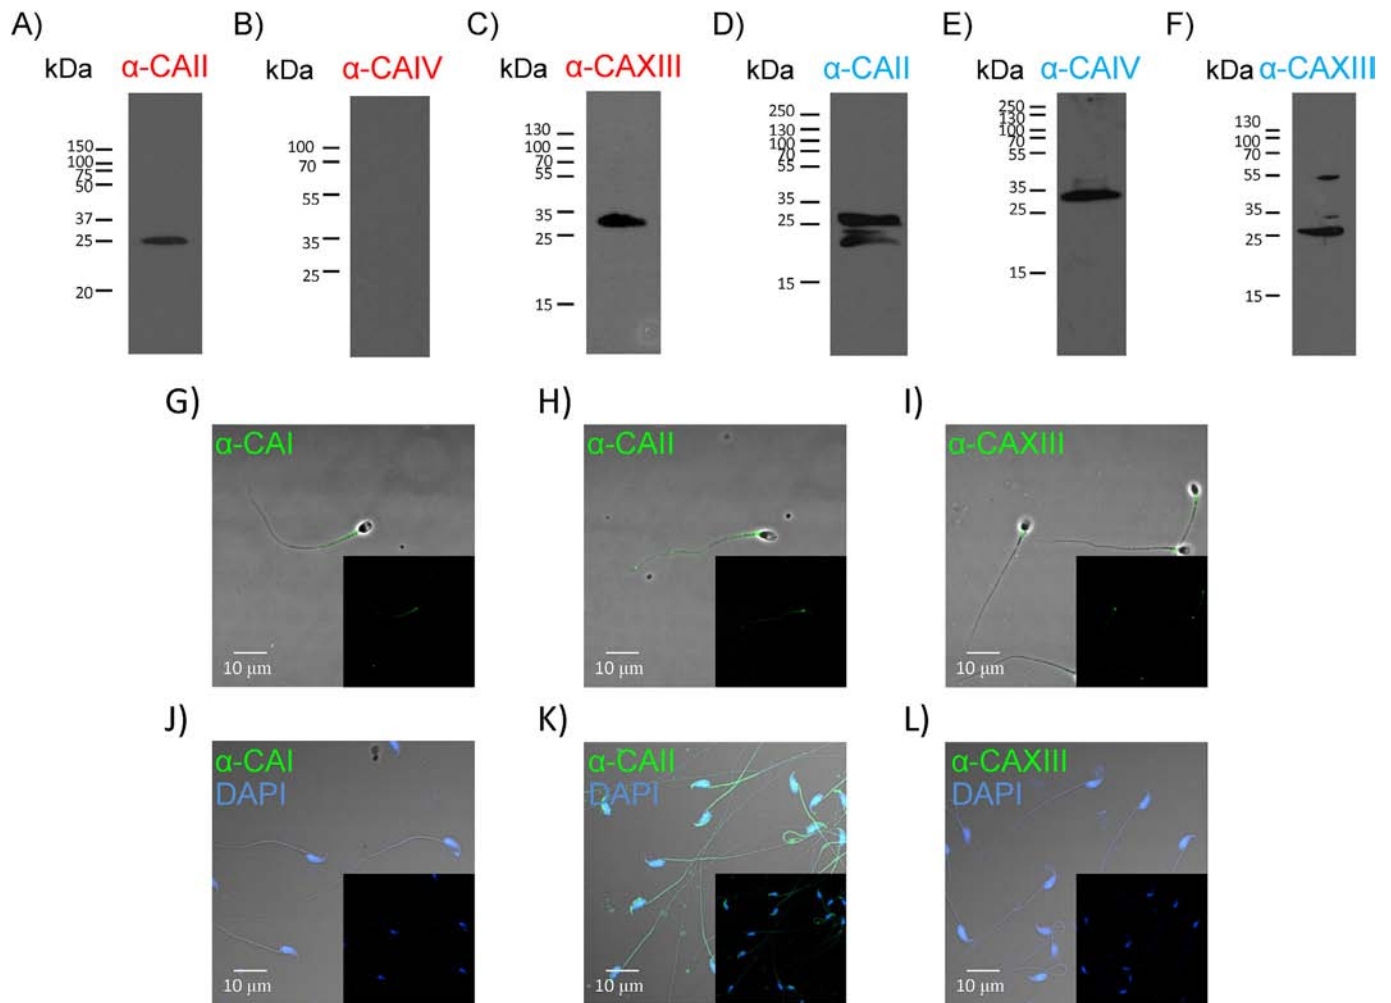 A)
kDa α-CAII
150
100
75
50
37
25
20
B)
kDa α-CAIV
100
70
55
35
25
C)
kDa α-CAXIII
130
100
70
55
35
25
15
D)
kDa α-CAII
250
130
100
70
55
35
25
15
E)
kDa α-CAIV
250
130
100
70
55
35
25
15
F)
kDa α-CAXIII
130
100
70
55
35
25
15
G)
α-CAI
10 µm
H)
α-CAII
10 µm
I)
α-CAXIII
10 µm
J)
α-CAI
DAPI
10 µm
K)
α-CAII
DAPI
10 µm
L)
α-CAXIII
DAPI
10 µm